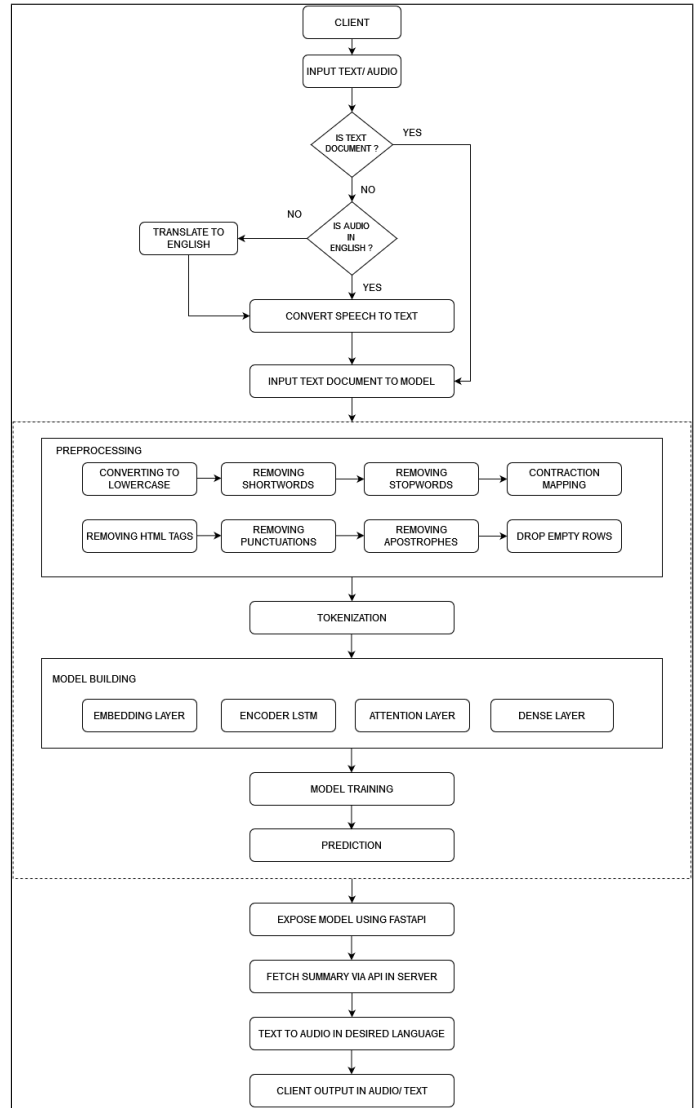 CLIENT
INPUT TEXT/ AUDIO
IS TEXT
DOCUMENT ?
YES
NO
NO
IS AUDIO
IN
ENGLISH ?
TRANSLATE TO
ENGLISH
YES
CONVERT SPEECH TO TEXT
INPUT TEXT DOCUMENT TO MODEL
PREPROCESSING
CONVERTING TO
LOWERCASE
REMOVING
SHORTWORDS
REMOVING
STOPWORDS
CONTRACTION
MAPPING
REMOVING HTML TAGS
REMOVING
PUNCTUATIONS
REMOVING
APOSTROPHES
DROP EMPTY ROWS
TOKENIZATION
MODEL BUILDING
EMBEDDING LAYER
ENCODER LSTM
ATTENTION LAYER
DENSE LAYER
MODEL TRAINING
PREDICTION
EXPOSE MODEL USING FASTAPI
FETCH SUMMARY VIA API IN SERVER
TEXT TO AUDIO IN DESIRED LANGUAGE
CLIENT OUTPUT IN AUDIO/ TEXT